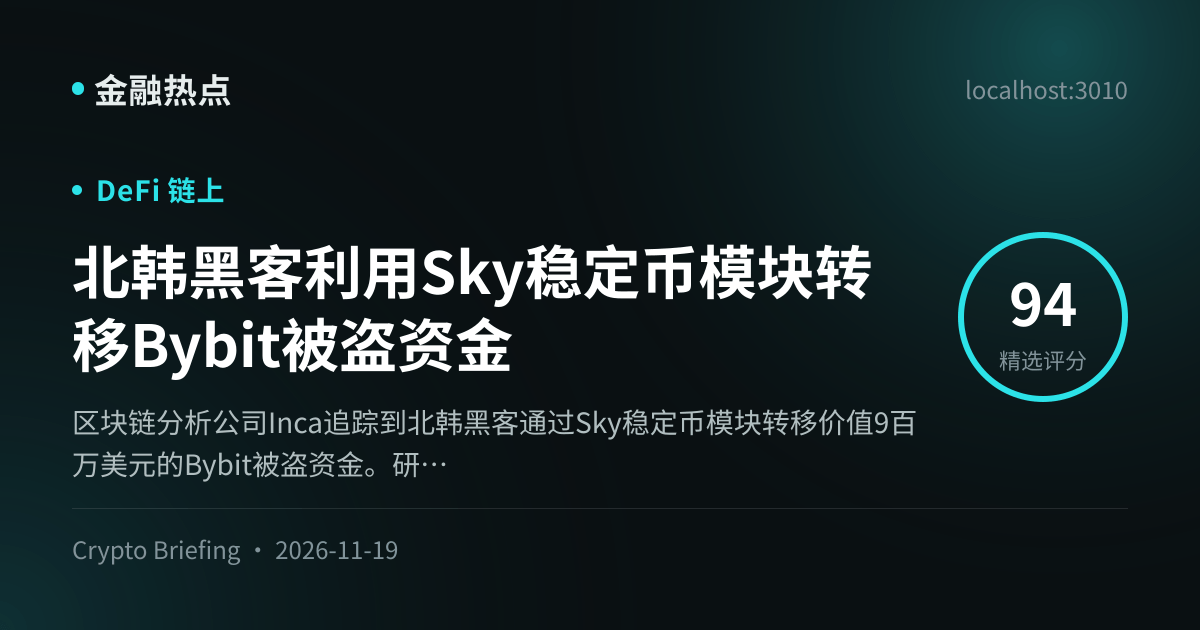 金融热点
localhost:3010
DeFi 链上
北韩黑客利用Sky稳定币模块转
移Bybit被盗资金
94
精选评分
区块链分析公司Inca追踪到北韩黑客通过Sky稳定币模块转移价值9百
万美元的Bybit被盗资金。研…
Crypto Briefing · 2026-11-19